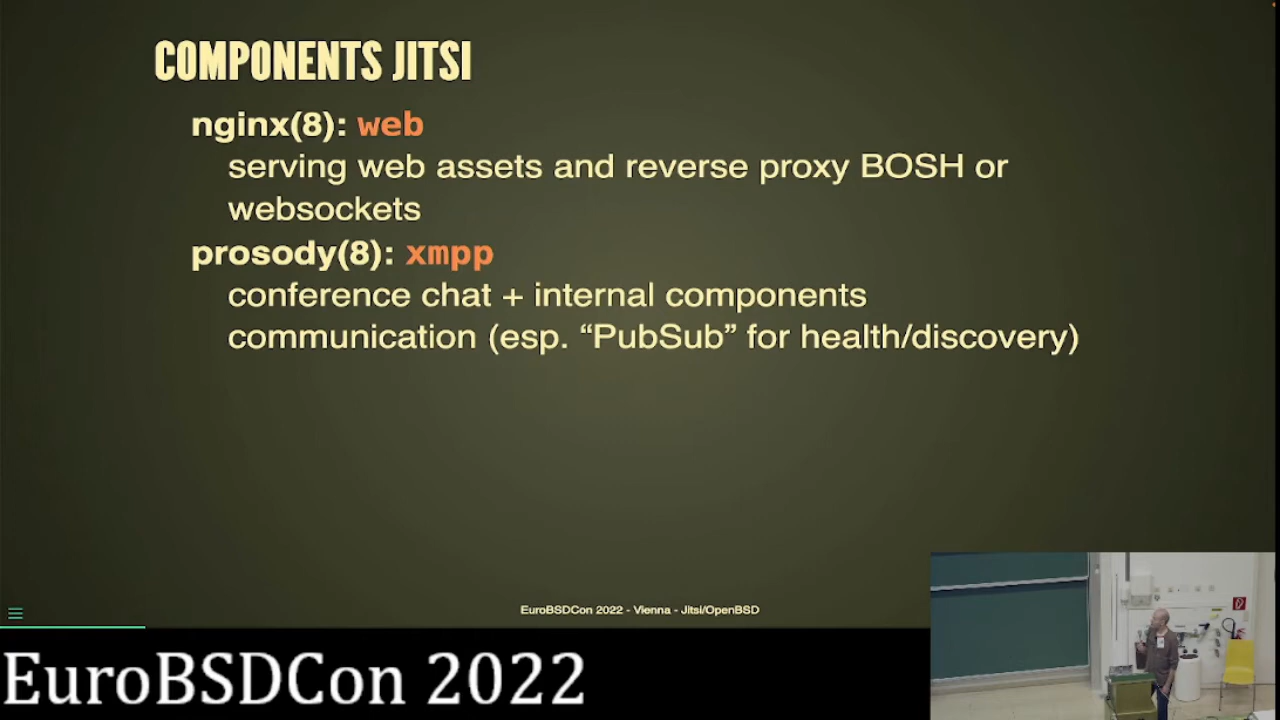 COMPONENTS JITSI
nginx(8): web
serving web assets and reverse proxy BOSH or
websockets
prosody(8): xmpp
conference chat + internal components
communication (esp. “PubSub” for health/discovery)
EuroBSDCon 2022 - Vienna - Jitsi/OpenBSD
EuroBSDCon 2022